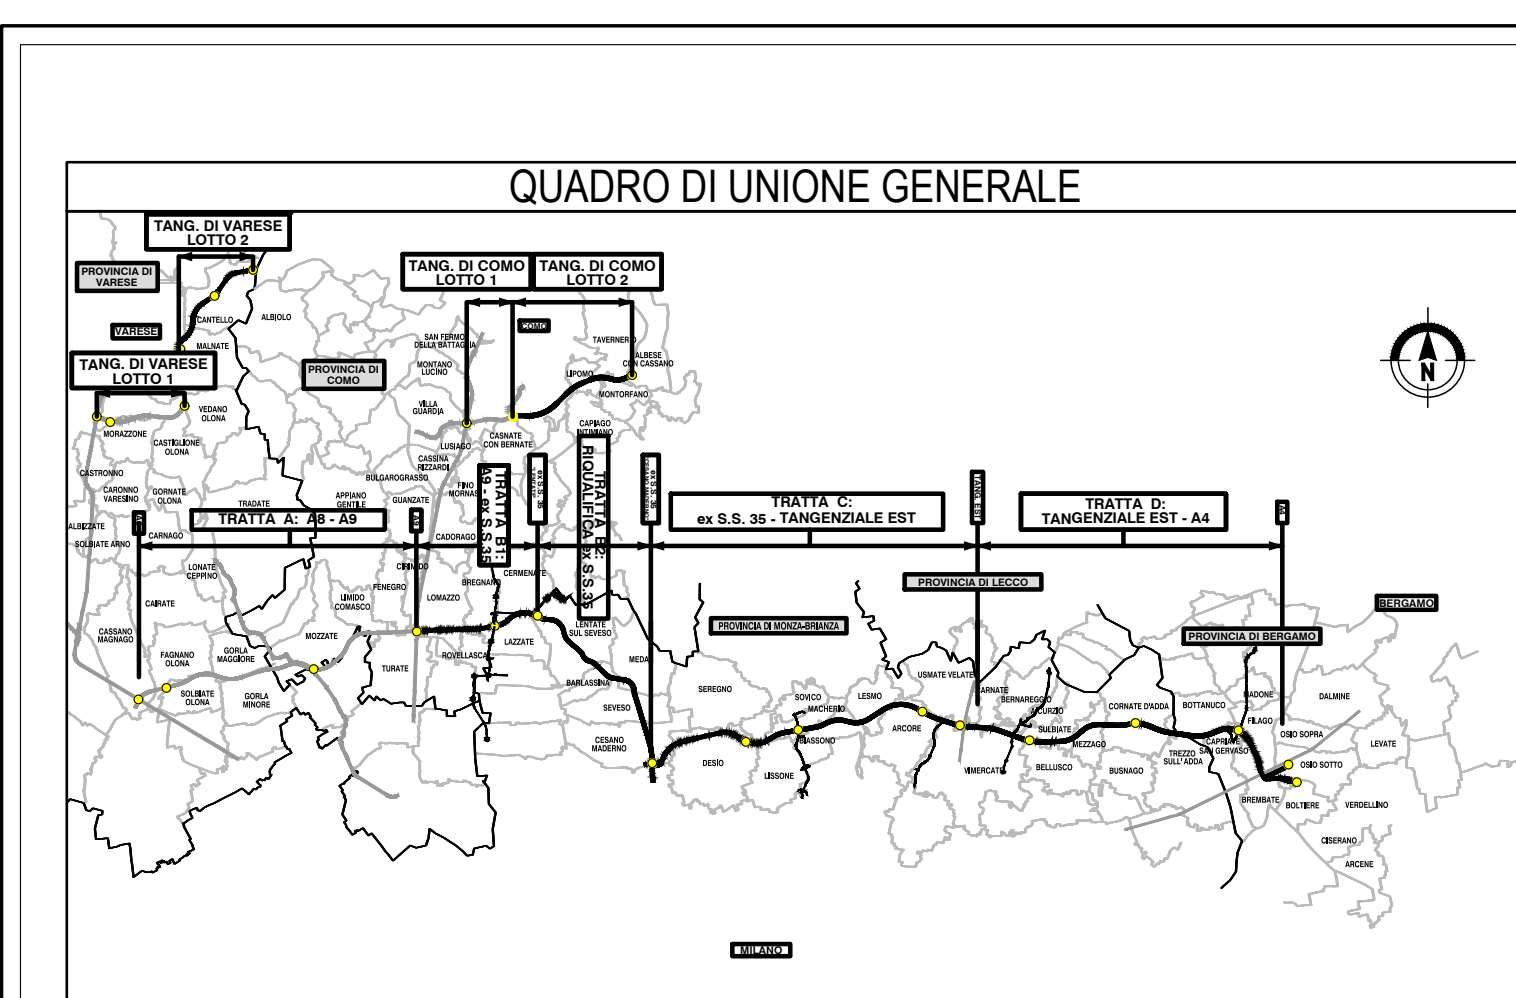 QUADRO DI UNIONE GENERALE
TANG. DI VARESE
LOTTO 2
PROVINCIA DI
VARESE
VARESE
CANTELLO
ALBIOLO
MALNATE
TANG. DI VARESE
LOTTO 1
PROVINCIA DI
COMO
TANG. DI COMO
LOTTO 1
TANG. DI COMO
LOTTO 2
COMO
SAN FERMO
DELLA BATTAGLIA
MONTANO
LUCINO
VILLA
GUARDIA
TAVERNERIO
ALBESE
CON CASSANO
LIPOMO
MONTORFANO
N
VEDANO
OLONA
MORAZZONE
CASTIGLIONE
OLONA
LUSIAGO
CASNATE
CON BERNATE
CAPIAGO
INTIMIANO
CASTRONNO
CARONNO
VARESINO
GORNATE
OLONA
CASSINA
RIZZARDI
BULGAROGRASSO
FINO
MORNASCO
GUANZATE
APPIANO
GENTILE
TRADATE
ALBIZZATE
SOLBIATE ARNO
CARNAGO
TRATTA A: A8 - A9
A9
CADORAGO
TRATTA B1:
A9 - ex S.S.35
ex S.S. 35
TRATTA B2:
RIQUALIFICA ex S.S.35
ex S.S. 35
CESANO MADERNO
TRATTA C:
ex S.S. 35 - TANGENZIALE EST
TANG. EST
TRATTA D:
TANGENZIALE EST - A4
A4
LONATE
CEPPINO
CIRIMIDO
FENEGRO
BREGNANO
CERMENATE
LOMAZZO
LIMIDO
COMASCO
CAIRATE
PROVINCIA DI LECCO
BERGAMO
PROVINCIA DI MONZA-BRIANZA
PROVINCIA DI BERGAMO
CASSANO
MAGNAGO
MOZZATE
LAZZATE
LENTATE
SUL SEVESO
FAGNANO
OLONA
GORLA
MAGGIORE
TURATE
ROVELLASCA
MEDA
BARLASSINA
SEREGNO
SOLBIATE
OLONA
GORLA
MINORE
SEVESO
SOVICO
MACHERIO
LESMO
USMATE VELATE
CARNATE
BERNAREGGIO
AICURZIO
CORNATE D'ADDA
BOTTANUCO
MADONE
DALMINE
CESANO
MADERNO
BIASSONO
ARCORE
SULBIATE
MEZZAGO
FILAGO
OSIO SOPRA
CAPRIATE
SAN GERVASO
LEVATE
DESIO
LISSONE
VIMERCATE
BELLUSCO
BUSNAGO
TREZZO
SULL'ADDA
OSIO SOTTO
BREMBATE
BOLTIERE
VERDELLINO
CISERANO
ARCENE
MILANO